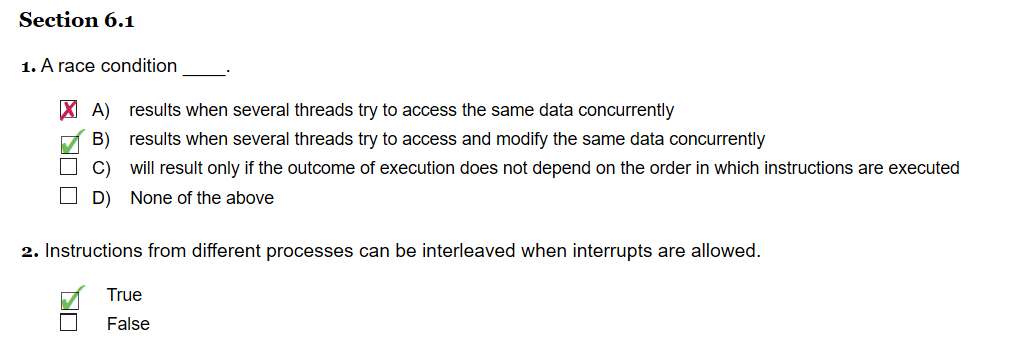 Section 6.1
1. A race condition ____.
A) results when several threads try to access the same data concurrently
B) results when several threads try to access and modify the same data concurrently
C) will result only if the outcome of execution does not depend on the order in which instructions are executed
D) None of the above
2. Instructions from different processes can be interleaved when interrupts are allowed.
True
False